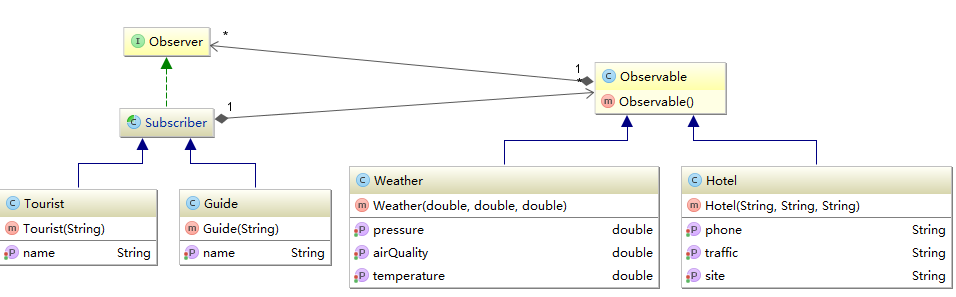 I Observer
*
1
*
C Observable
m Observable()
C Subscriber
1
C Tourist
m Tourist(String)
P name String
C Guide
m Guide(String)
P name String
C Weather
m Weather(double, double, double)
P pressure double
P airQuality double
P temperature double
C Hotel
m Hotel(String, String, String)
P phone String
P traffic String
P site String